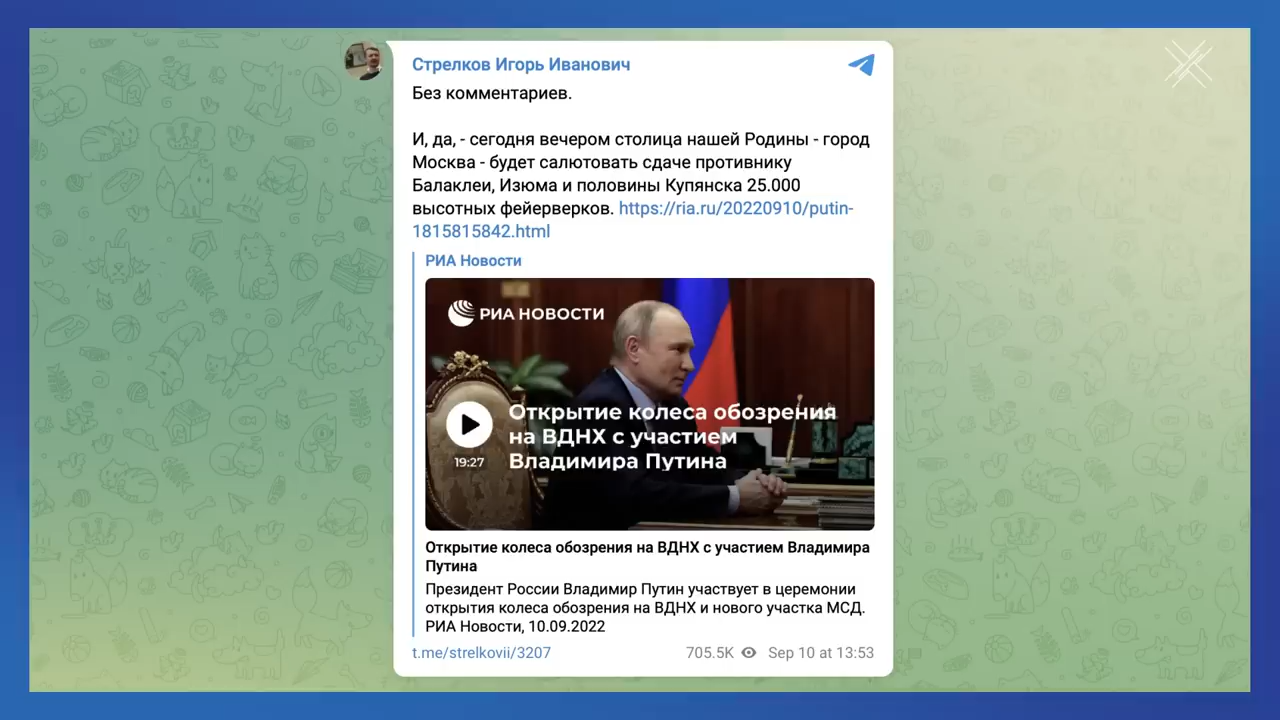 Стрелков Игорь Иванович
Без комментариев.
И, да, - сегодня вечером столица нашей Родины - город
Москва - будет салютовать сдаче противнику
Балаклеи, Изюма и половины Купянска 25.000
высотных фейерверков. https://ria.ru/20220910/putin-
1815815842.html
РИА Новости
РИА НОВОСТИ
Открытие колеса обозрения
на ВДНХ с участием
Владимира Путина
19:27
Открытие колеса обозрения на ВДНХ с участием Владимира
Путина
Президент России Владимир Путин участвует в церемонии
открытия колеса обозрения на ВДНХ и нового участка МСД.
РИА Новости, 10.09.2022
t.me/strelkovii/3207
705.5K Sep 10 at 13:53